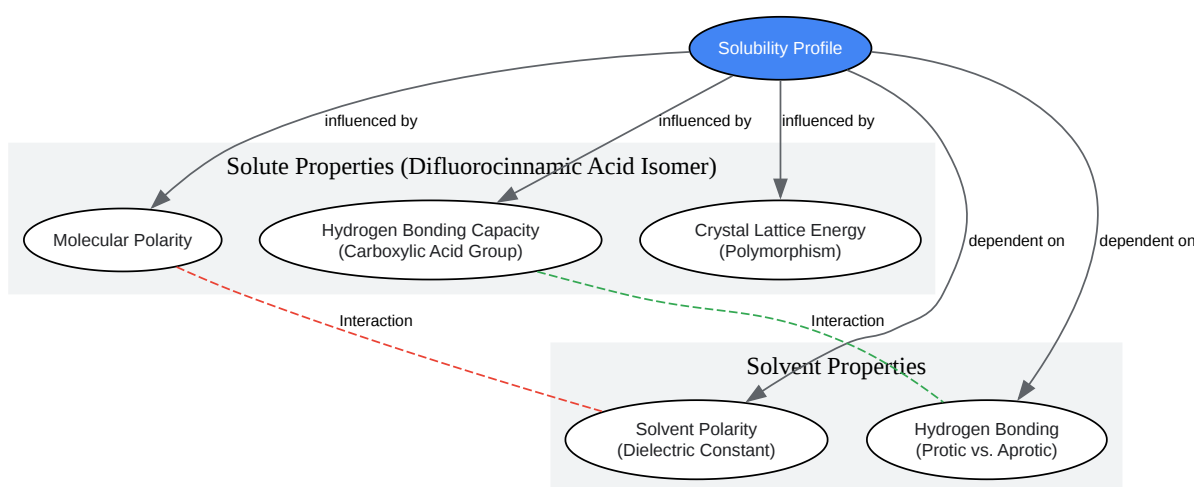 Solubility Profile
influenced by
influenced by
influenced by
Solute Properties (Difluorocinnamic Acid Isomer)
Molecular Polarity
Hydrogen Bonding Capacity
(Carboxylic Acid Group)
Crystal Lattice Energy
(Polymorphism)
dependent on
dependent on
Interaction
Interaction
Solvent Properties
Solvent Polarity
(Dielectric Constant)
Hydrogen Bonding
(Protic vs. Aprotic)